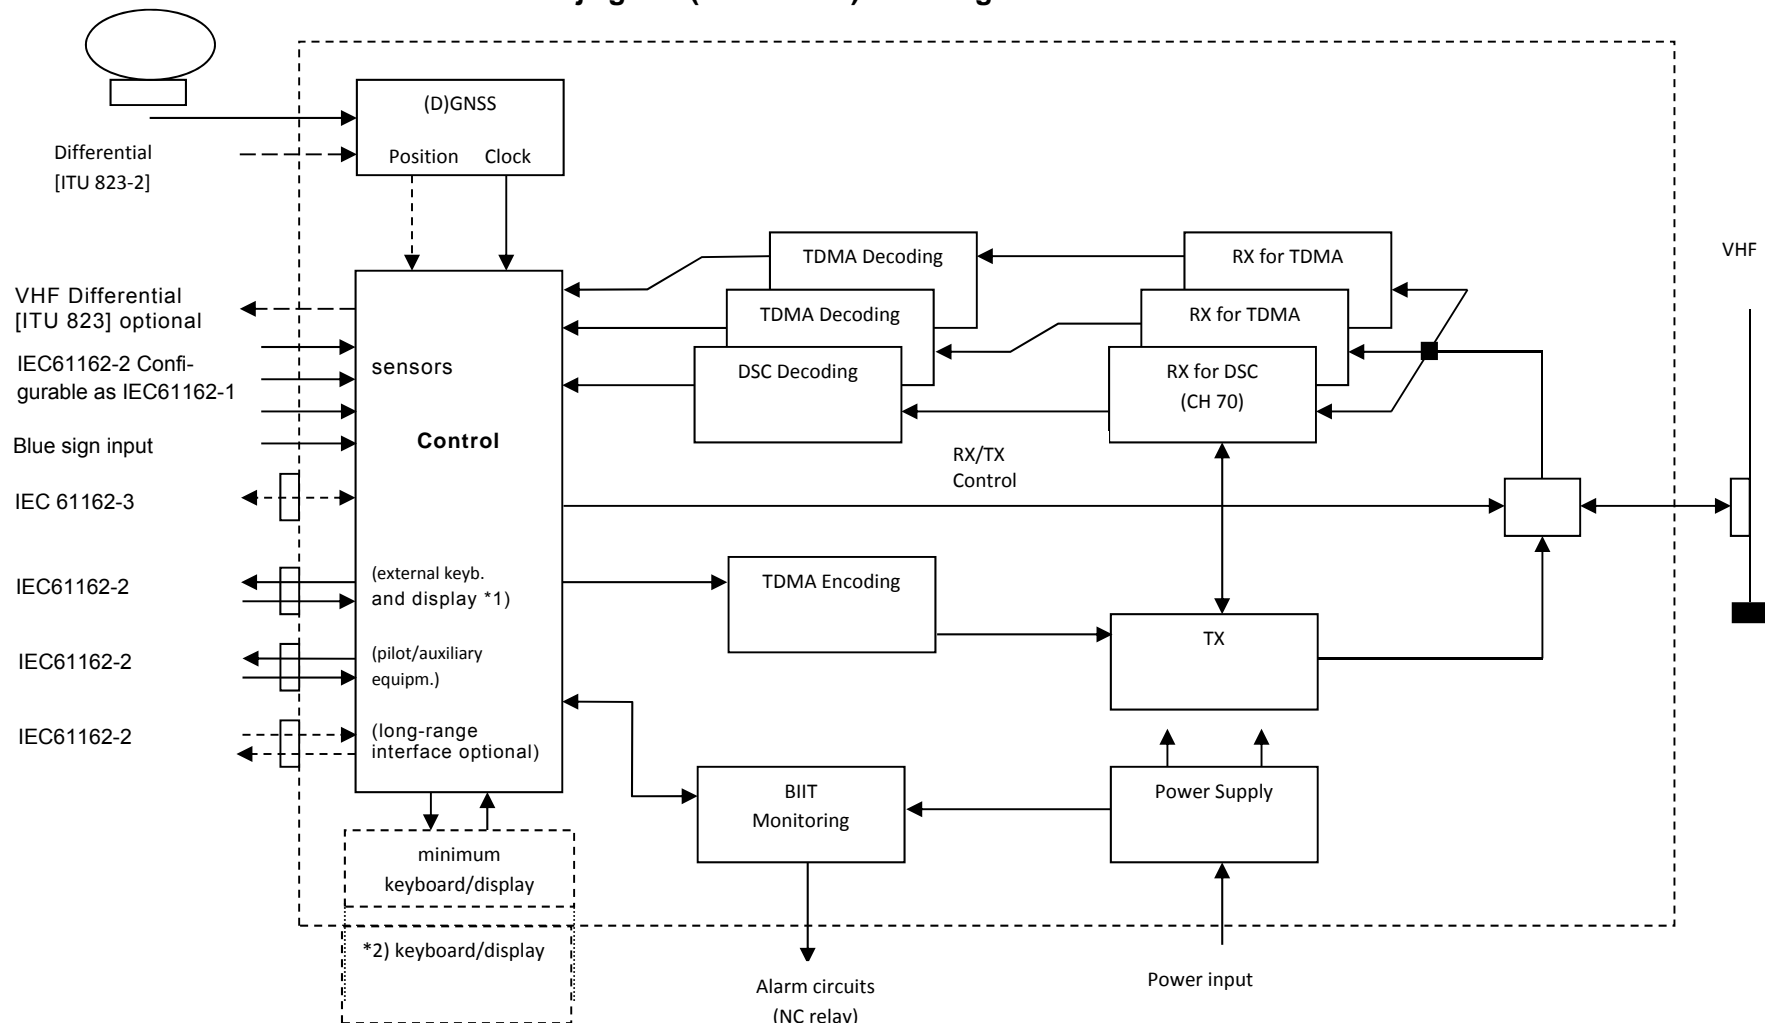 (D)GNSS
Position Clock
Differential
[ITU 823-2]
VHF Differential
[ITU 823] optional
IEC61162-2 Confi-
gurable as IEC61162-1
Blue sign input
IEC 61162-3
IEC61162-2
IEC61162-2
IEC61162-2
sensors
Control
(external keyb.
and display *1)
(pilot/auxiliary
equipm.)
(long-range
interface optional)
minimum
keyboard/display
*2) keyboard/display
TDMA Decoding
TDMA Decoding
DSC Decoding
RX for TDMA
RX for TDMA
RX for DSC
(CH 70)
RX/TX
Control
TDMA Encoding
TX
BIIT
Monitoring
Power Supply
Alarm circuits
(NC relay)
Power input
VHF